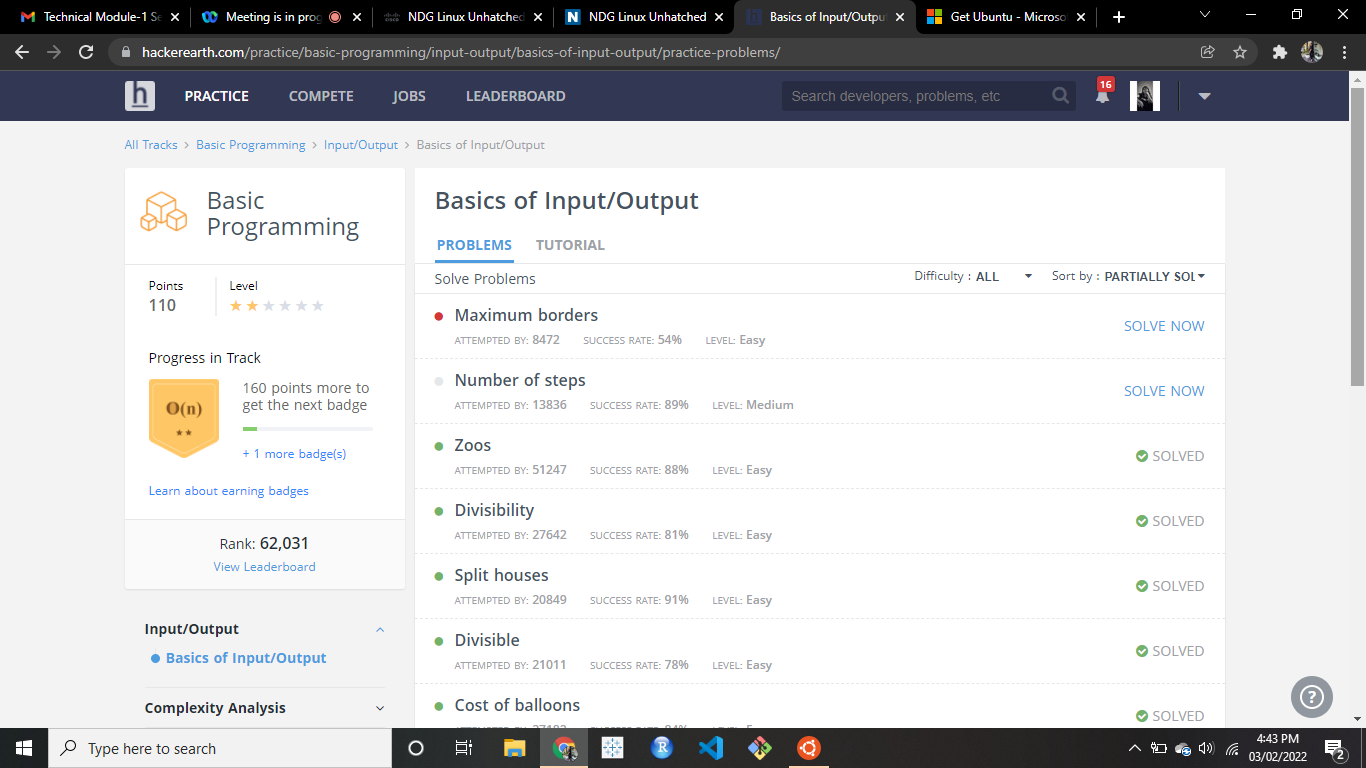 Technical Module-1 Se
Meeting is in prog
NDG Linux Unhatched
NDG Linux Unhatched
Basics of Input/Output
Get Ubuntu - Microso
hackerearth.com/practice/basic-programming/input-output/basics-of-input-output/practice-problems/
h
PRACTICE
COMPETE
JOBS
LEADERBOARD
Search developers, problems, etc
16
All Tracks > Basic Programming > Input/Output > Basics of Input/Output
Basic
Programming
Points
110
Level
Progress in Track
O(n)
160 points more to
get the next badge
+ 1 more badge(s)
Learn about earning badges
Rank: 62,031
View Leaderboard
Input/Output
Basics of Input/Output
Complexity Analysis
Basics of Input/Output
PROBLEMS
TUTORIAL
Solve Problems
Difficulty : ALL
Sort by : PARTIALLY SOL
Maximum borders
ATTEMPTED BY: 8472 SUCCESS RATE: 54% LEVEL: Easy
SOLVE NOW
Number of steps
ATTEMPTED BY: 13836 SUCCESS RATE: 89% LEVEL: Medium
SOLVE NOW
Zoos
ATTEMPTED BY: 51247 SUCCESS RATE: 88% LEVEL: Easy
SOLVED
Divisibility
ATTEMPTED BY: 27642 SUCCESS RATE: 81% LEVEL: Easy
SOLVED
Split houses
ATTEMPTED BY: 20849 SUCCESS RATE: 91% LEVEL: Easy
SOLVED
Divisible
ATTEMPTED BY: 21011 SUCCESS RATE: 78% LEVEL: Easy
SOLVED
Cost of balloons
SOLVED
?
Type here to search
R
4:43 PM
03/02/2022
2